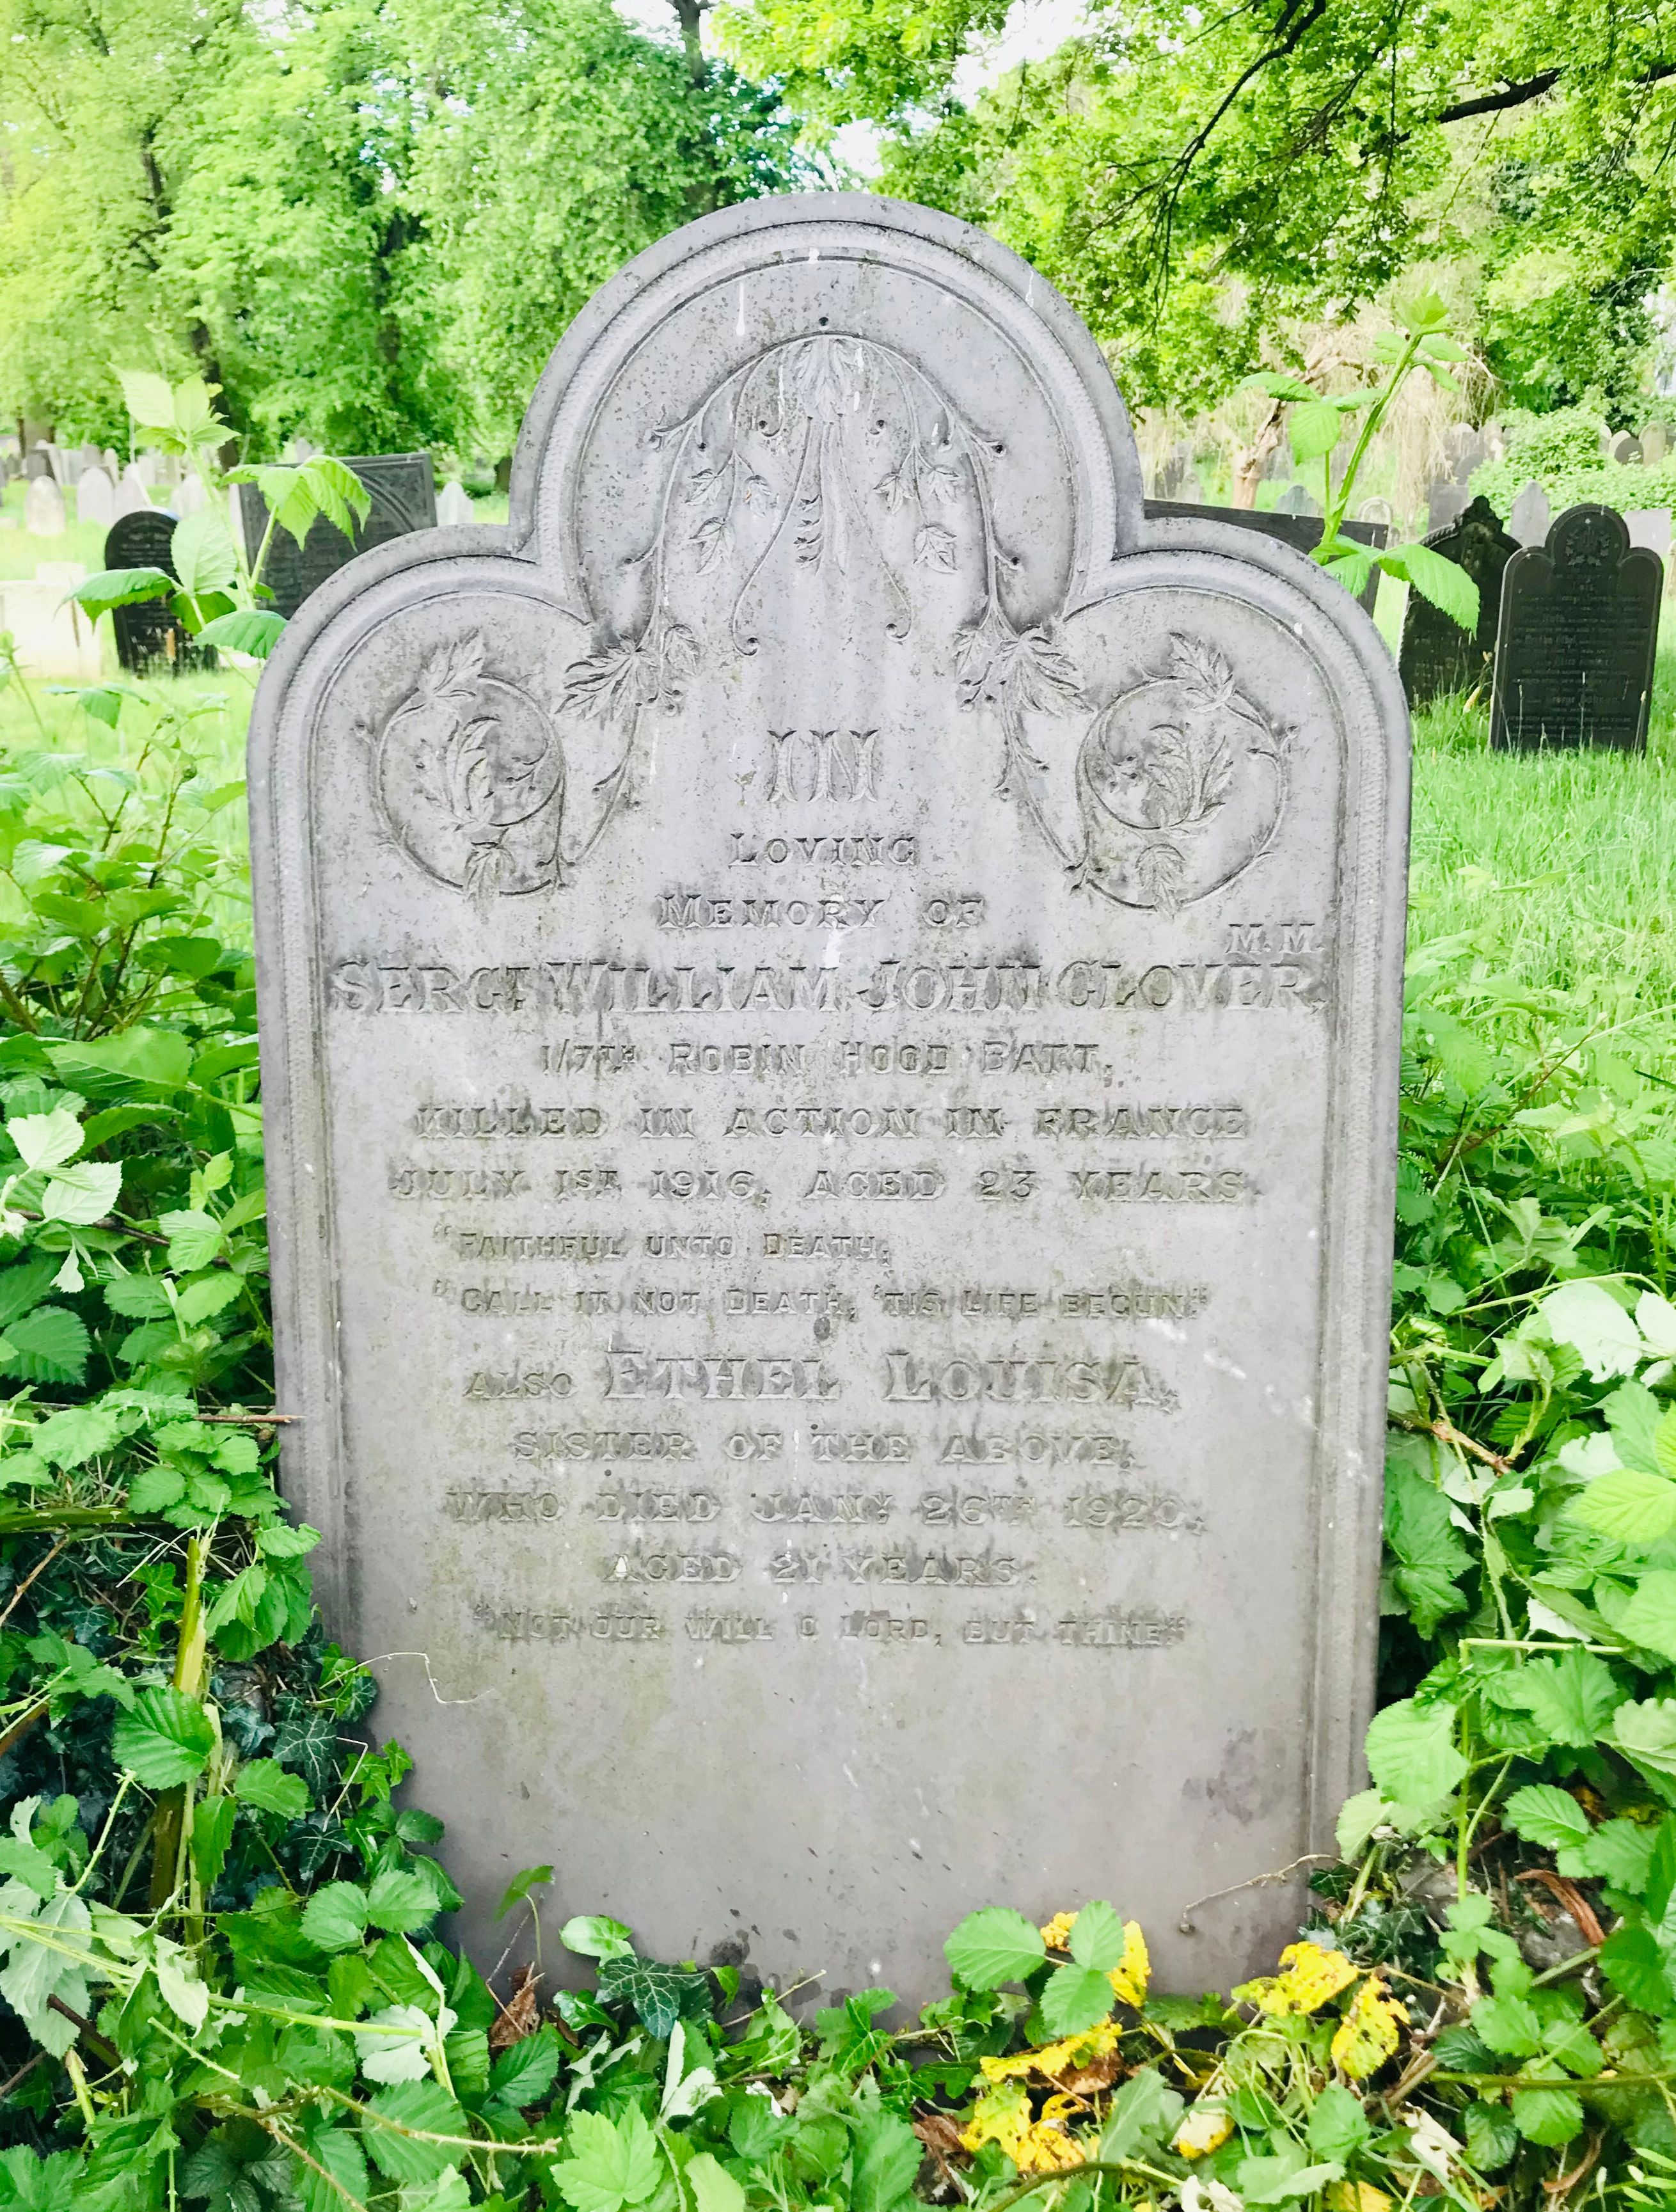 IN
LOVING
MEMORY OF
M.M.
SERGT. WILLIAM JOHN GLOVER,
1/7TH ROBIN HOOD BATT,
KILLED IN ACTION IN FRANCE
JULY 1ST 1916, AGED 23 YEARS.
"FAITHFUL UNTO DEATH,
"CALL IT NOT DEATH, 'TIS LIFE BEGUN."
ALSO ETHEL LOUISA,
SISTER OF THE ABOVE,
WHO DIED JANY 26TH 1920,
AGED 21 YEARS.
"NOT OUR WILL O LORD, BUT THINE."